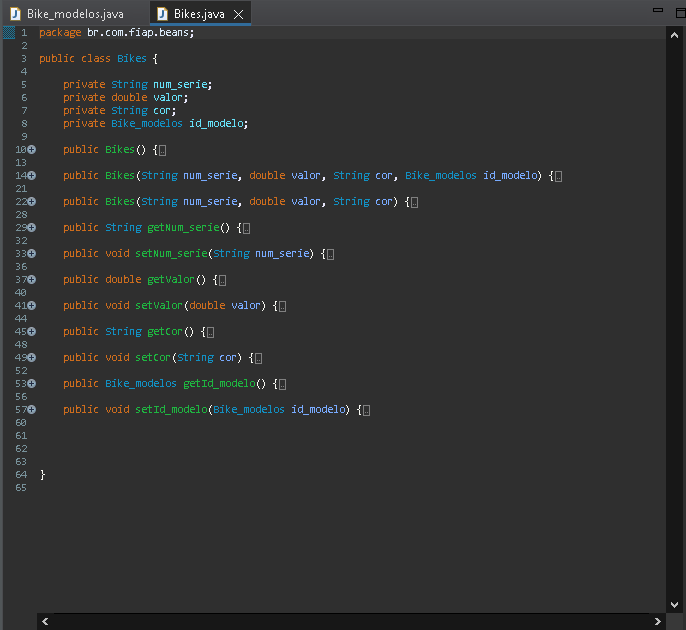 Bike_modelos.java Bikes.java
1 package br.com.fiap.beans;
2
3 public class Bikes {
4
5 private String num_serie;
6 private double valor;
7 private String cor;
8 private Bike_modelos id_modelo;
9
10 public Bikes() {
13
14 public Bikes(String num_serie, double valor, String cor, Bike_modelos id_modelo) {
21
22 public Bikes(String num_serie, double valor, String cor) {
28
29 public String getNum_serie() {
32
33 public void setNum_serie(String num_serie) {
36
37 public double getValor() {
40
41 public void setValor(double valor) {
44
45 public String getCor() {
48
49 public void setCor(String cor) {
52
53 public Bike_modelos getId_modelo() {
56
57 public void setId_modelo(Bike_modelos id_modelo) {
60
61
62
63
64 }
65